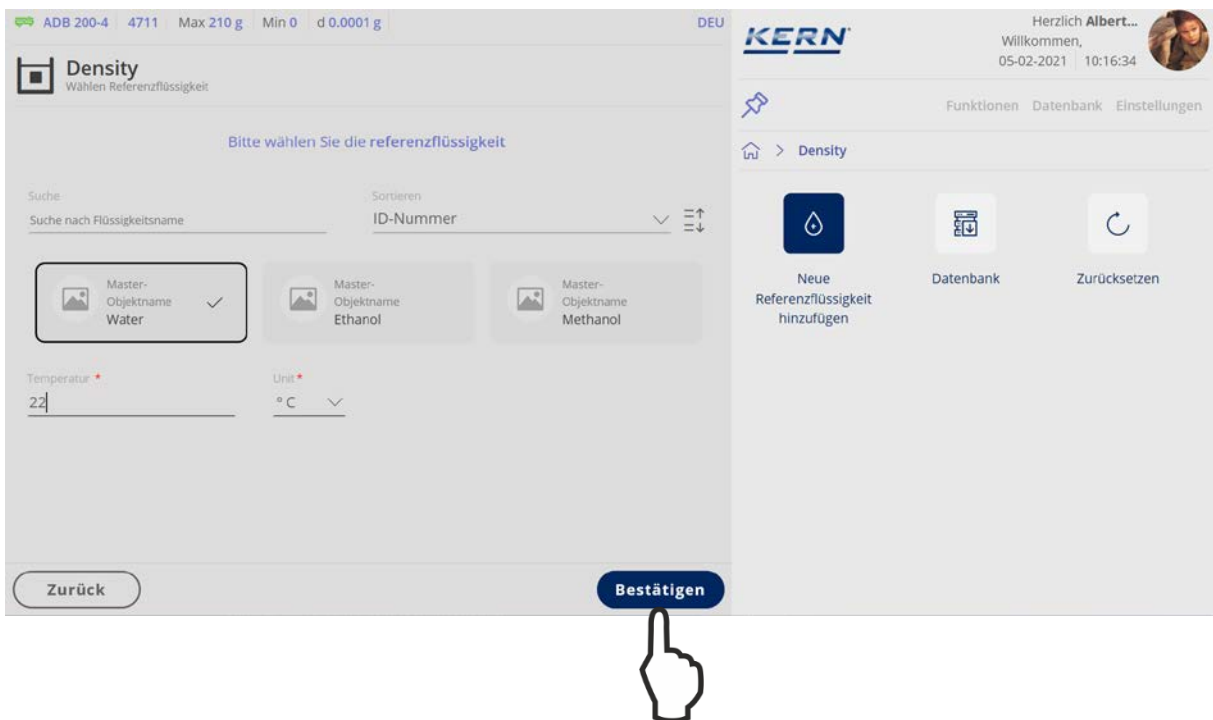 ADB 200-4 4711 Max 210 g Min 0 d 0.0001 g DEU
Density
Wählen Referenzflüssigkeit
Bitte wählen Sie die referenzflüssigkeit
Suche
Suche nach Flüssigkeitsname
Sortieren
ID-Nummer
Master-
Objektname
Water
Master-
Objektname
Ethanol
Master-
Objektname
Methanol
Temperatur *
22
Unit *
° C
Zurück
Bestätigen
KERN
Herzlich Albert...
Willkommen,
05-02-2021 10:16:34
Funktionen Datenbank Einstellungen
> Density
Neue
Referenzflüssigkeit
hinzufügen
Datenbank
Zurücksetzen